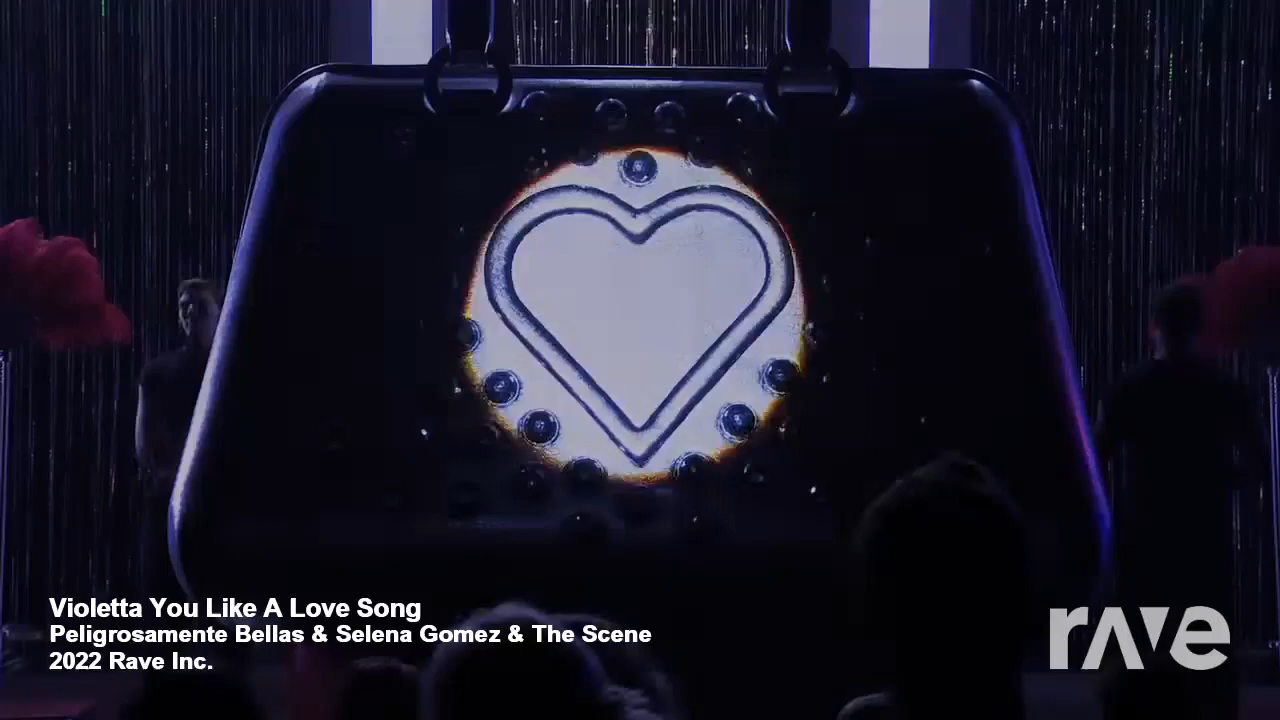 Violetta You Like A Love Song
Peligrosamente Bellas & Selena Gomez & The Scene
2022 Rave Inc.
rave